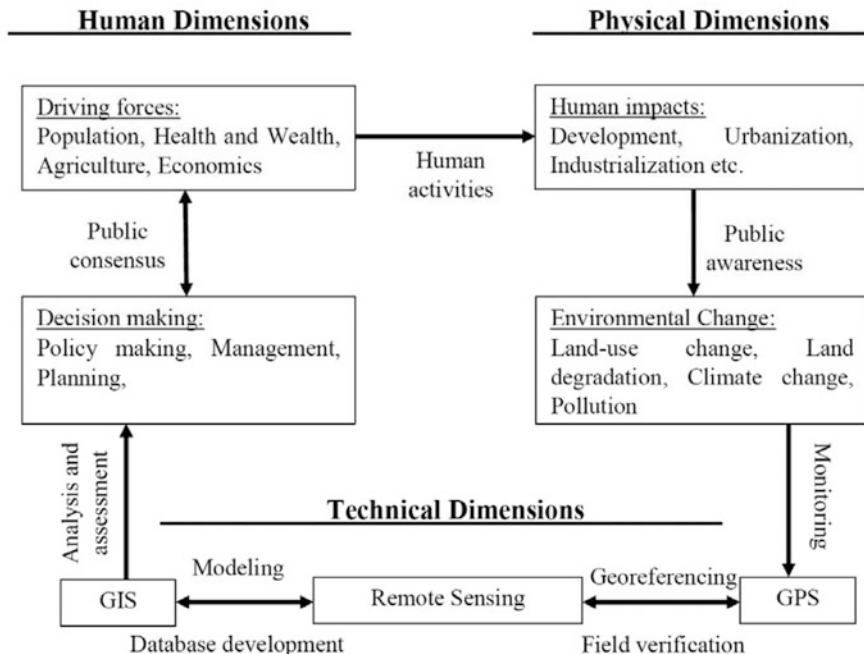 Human Dimensions
Physical Dimensions
Driving forces:
Population, Health and Wealth,
Agriculture, Economics
Human
activities
Human impacts:
Development, Urbanization,
Industrialization etc.
Public
consensus
Public
awareness
Decision making:
Policy making, Management,
Planning,
Environmental Change:
Land-use change, Land
degradation, Climate change,
Pollution
Analysis and
assessment
Monitoring
Technical Dimensions
Modeling
Georeferencing
GIS
Remote Sensing
GPS
Database development
Field verification